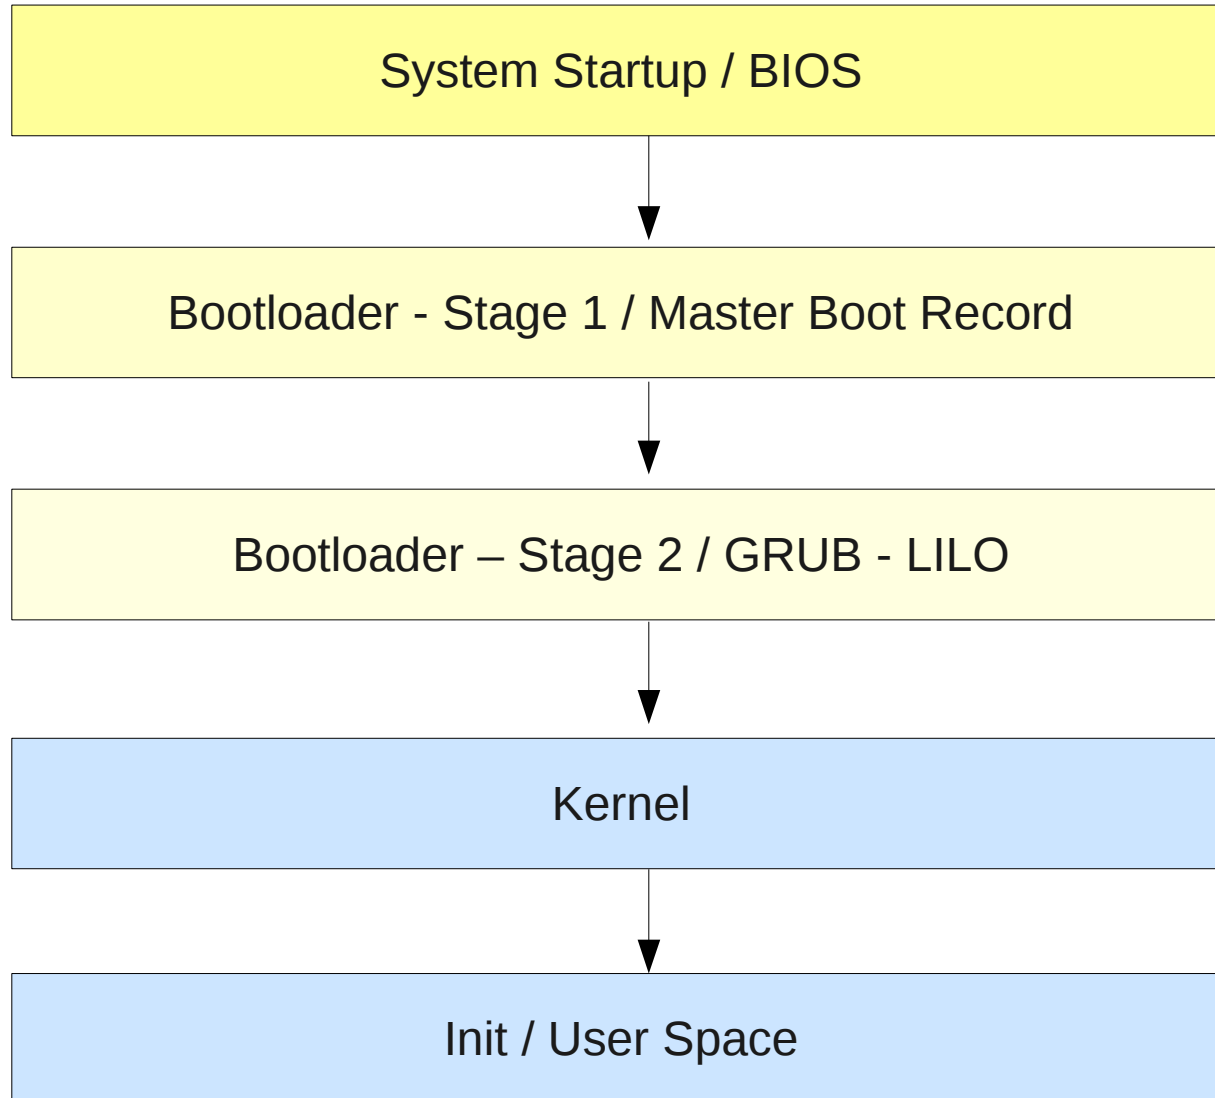 System Startup / BIOS
Bootloader - Stage 1 / Master Boot Record
Bootloader – Stage 2 / GRUB - LILO
Kernel
Init / User Space